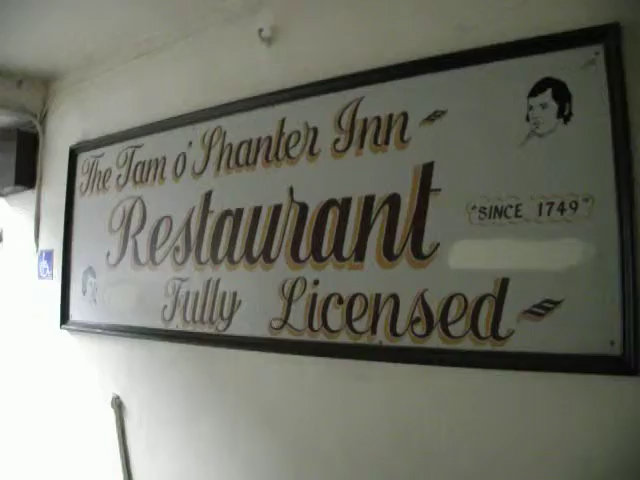 The Tam o' Shanter Inn
Restaurant
"SINCE 1749"
Fully Licensed